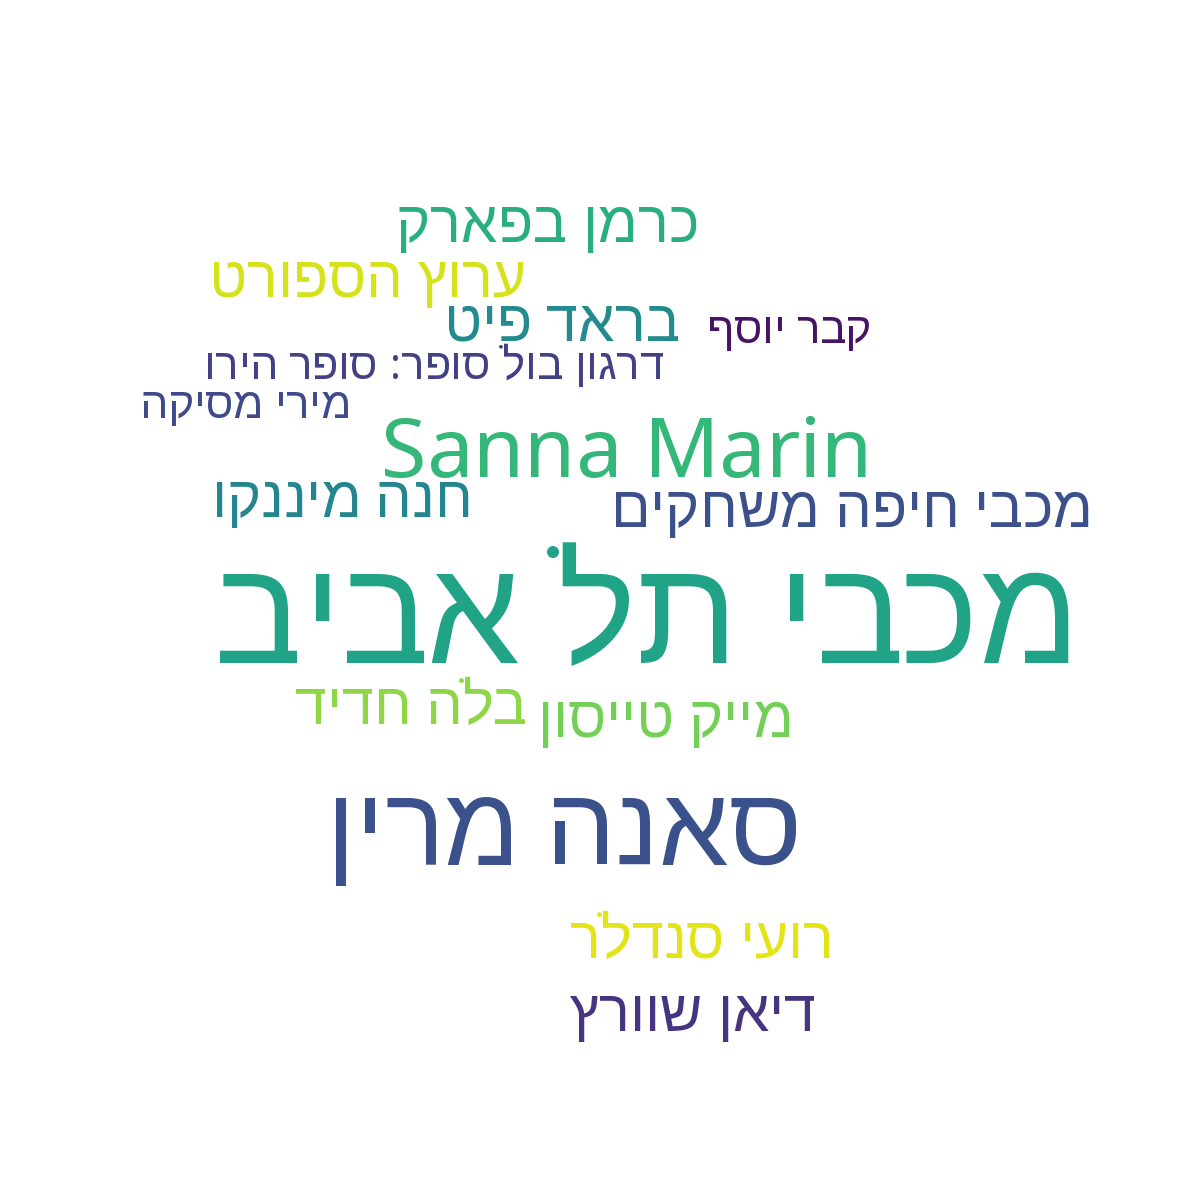 כרמן בפארק
ערוץ הספורט
בראד פיט
קבר יוסף
דרגון בול סופר: סופר הירו
מירי מסיקה
Sanna Marin
חנה מיננקו
מכבי חיפה משחקים
מכבי תל אביב
בלה חדיד
מייק טייסון
סאנה מרין
רועי סנדלר
דיאן שוורץ